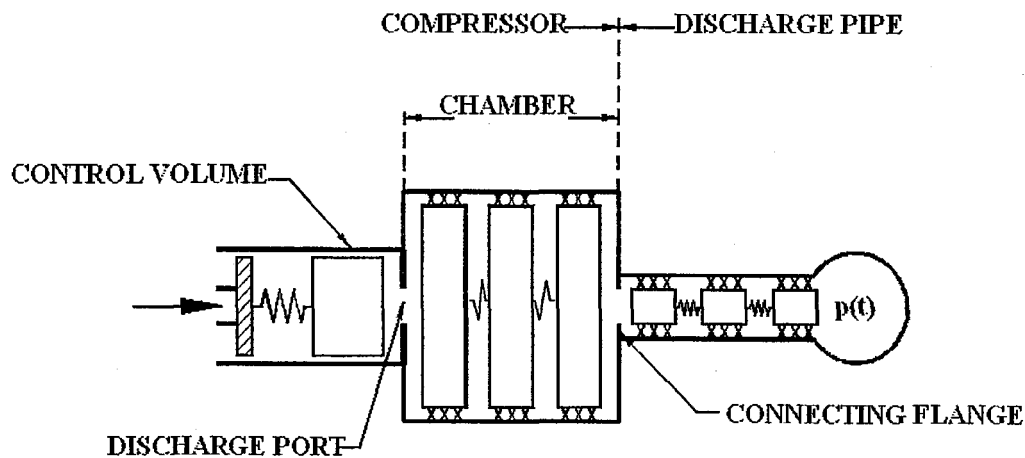 COMPRESSOR
DISCHARGE PIPE
CHAMBER
CONTROL VOLUME
p(t)
CONNECTING FLANGE
DISCHARGE PORT